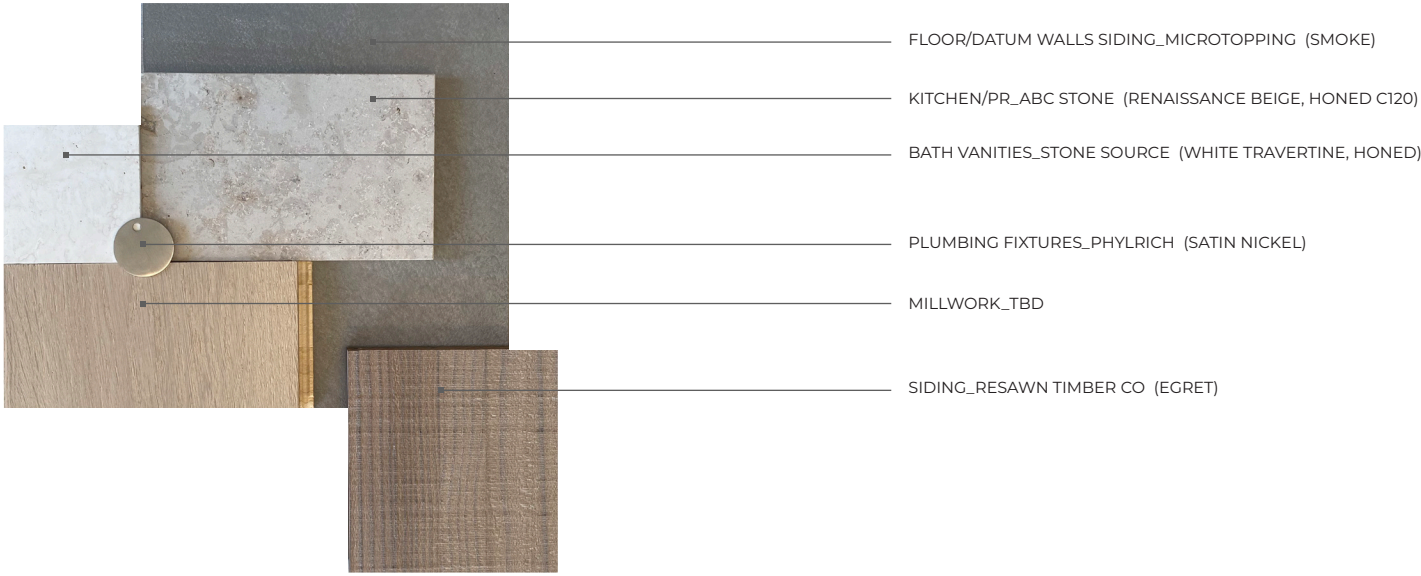 FLOOR/DATUM WALLS SIDING_MICROTOPPING (SMOKE)
KITCHEN/PR_ABC STONE (RENAISSANCE BEIGE, HONED C120)
BATH VANITIES_STONE SOURCE (WHITE TRAVERTINE, HONED)
PLUMBING FIXTURES_PHYLRICH (SATIN NICKEL)
MILLWORK_TBD
SIDING_RESAWN TIMBER CO (EGRET)